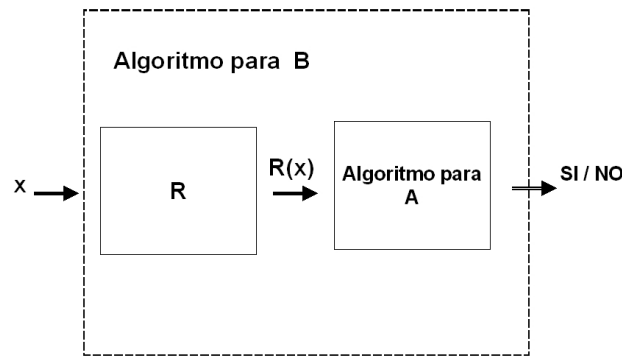 Algoritmo para B
x
R
R(x)
Algoritmo para
A
SI / NO